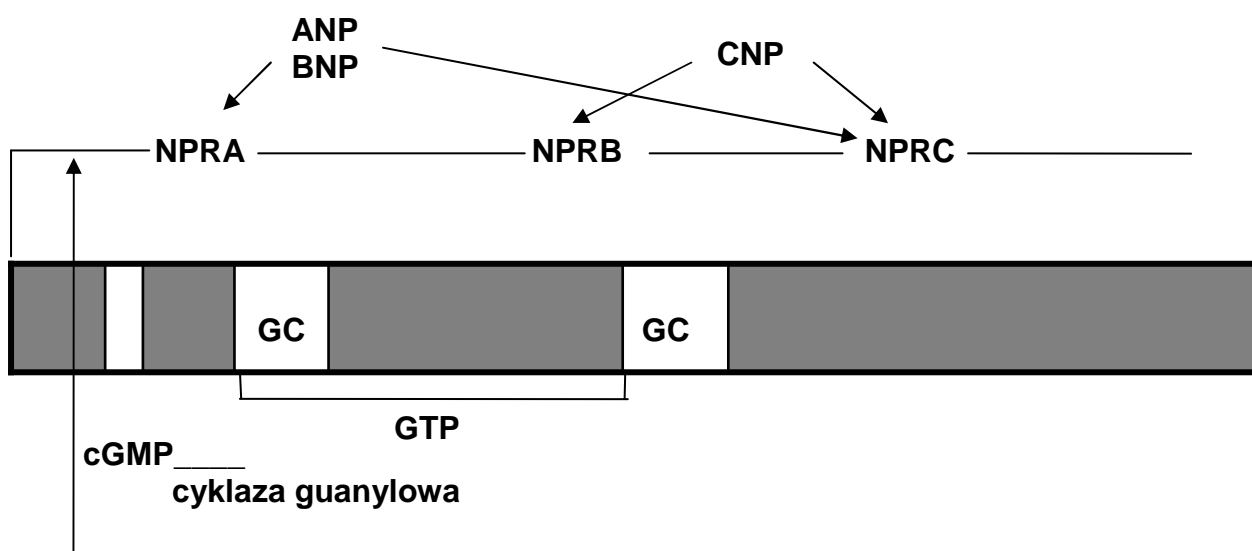 ANP
BNP
CNP
NPRA
NPRB
NPRC
GC
GC
GTP
cGMP____
cyklaza guanylowa